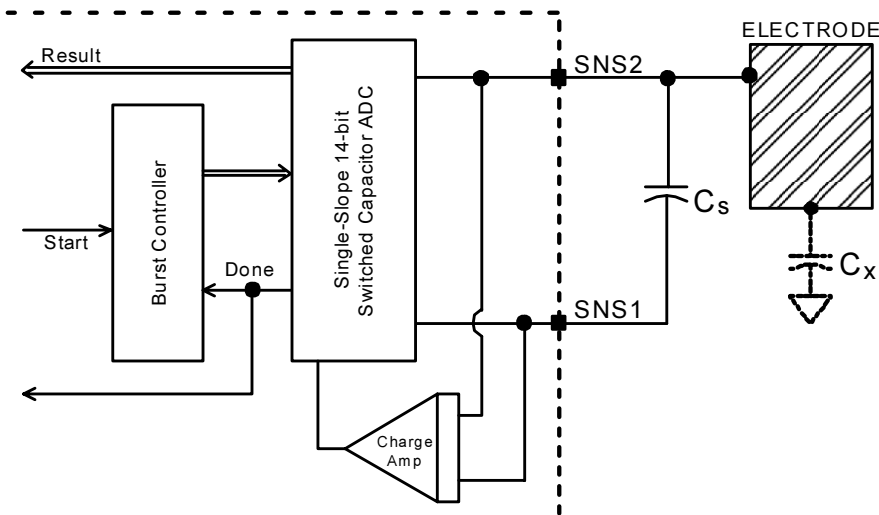 ELECTRODE
Result
SNS2
Burst Controller
Single-Slope 14-bit
Switched Capacitor ADC
Cs
Start
Done
Cx
SNS1
Charge
Amp